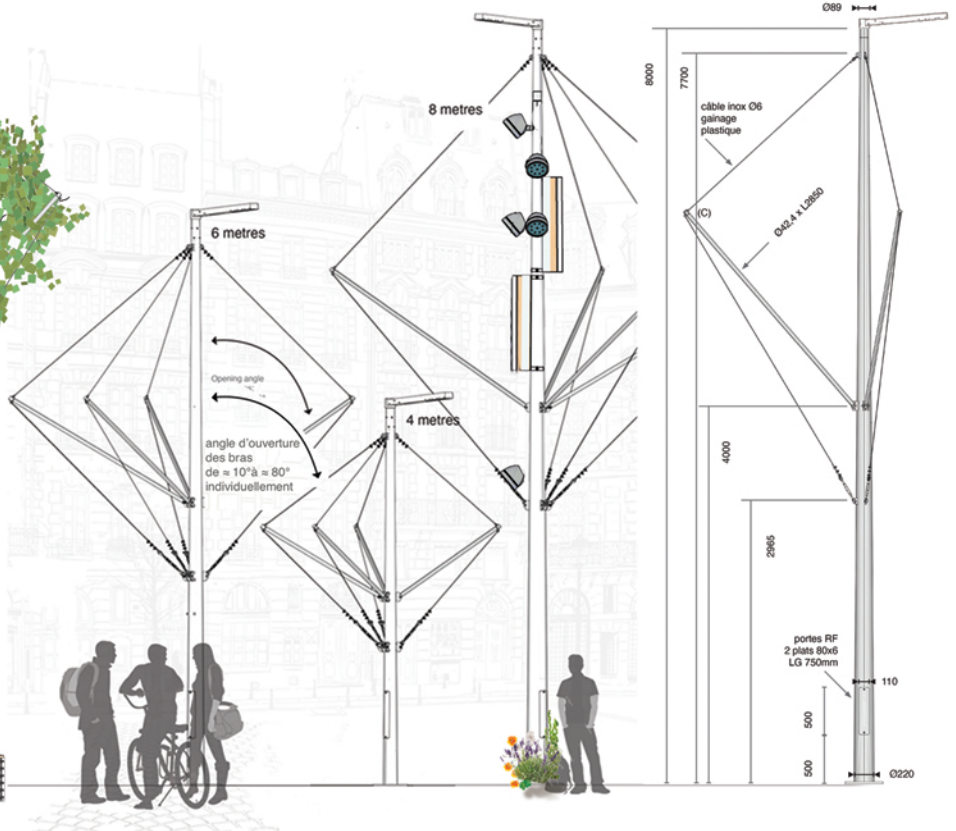 Ø89
8000
7700
8 metres
câble inox Ø6
gainage
plastique
(C)
Ø42,4 x L2850
6 metres
Opening angle
4 metres
angle d'ouverture
des bras
de ≈ 10°à ≈ 80°
individuellement
4000
2965
portes RF
2 plats 80x6
LG 750mm
110
500
500
Ø220